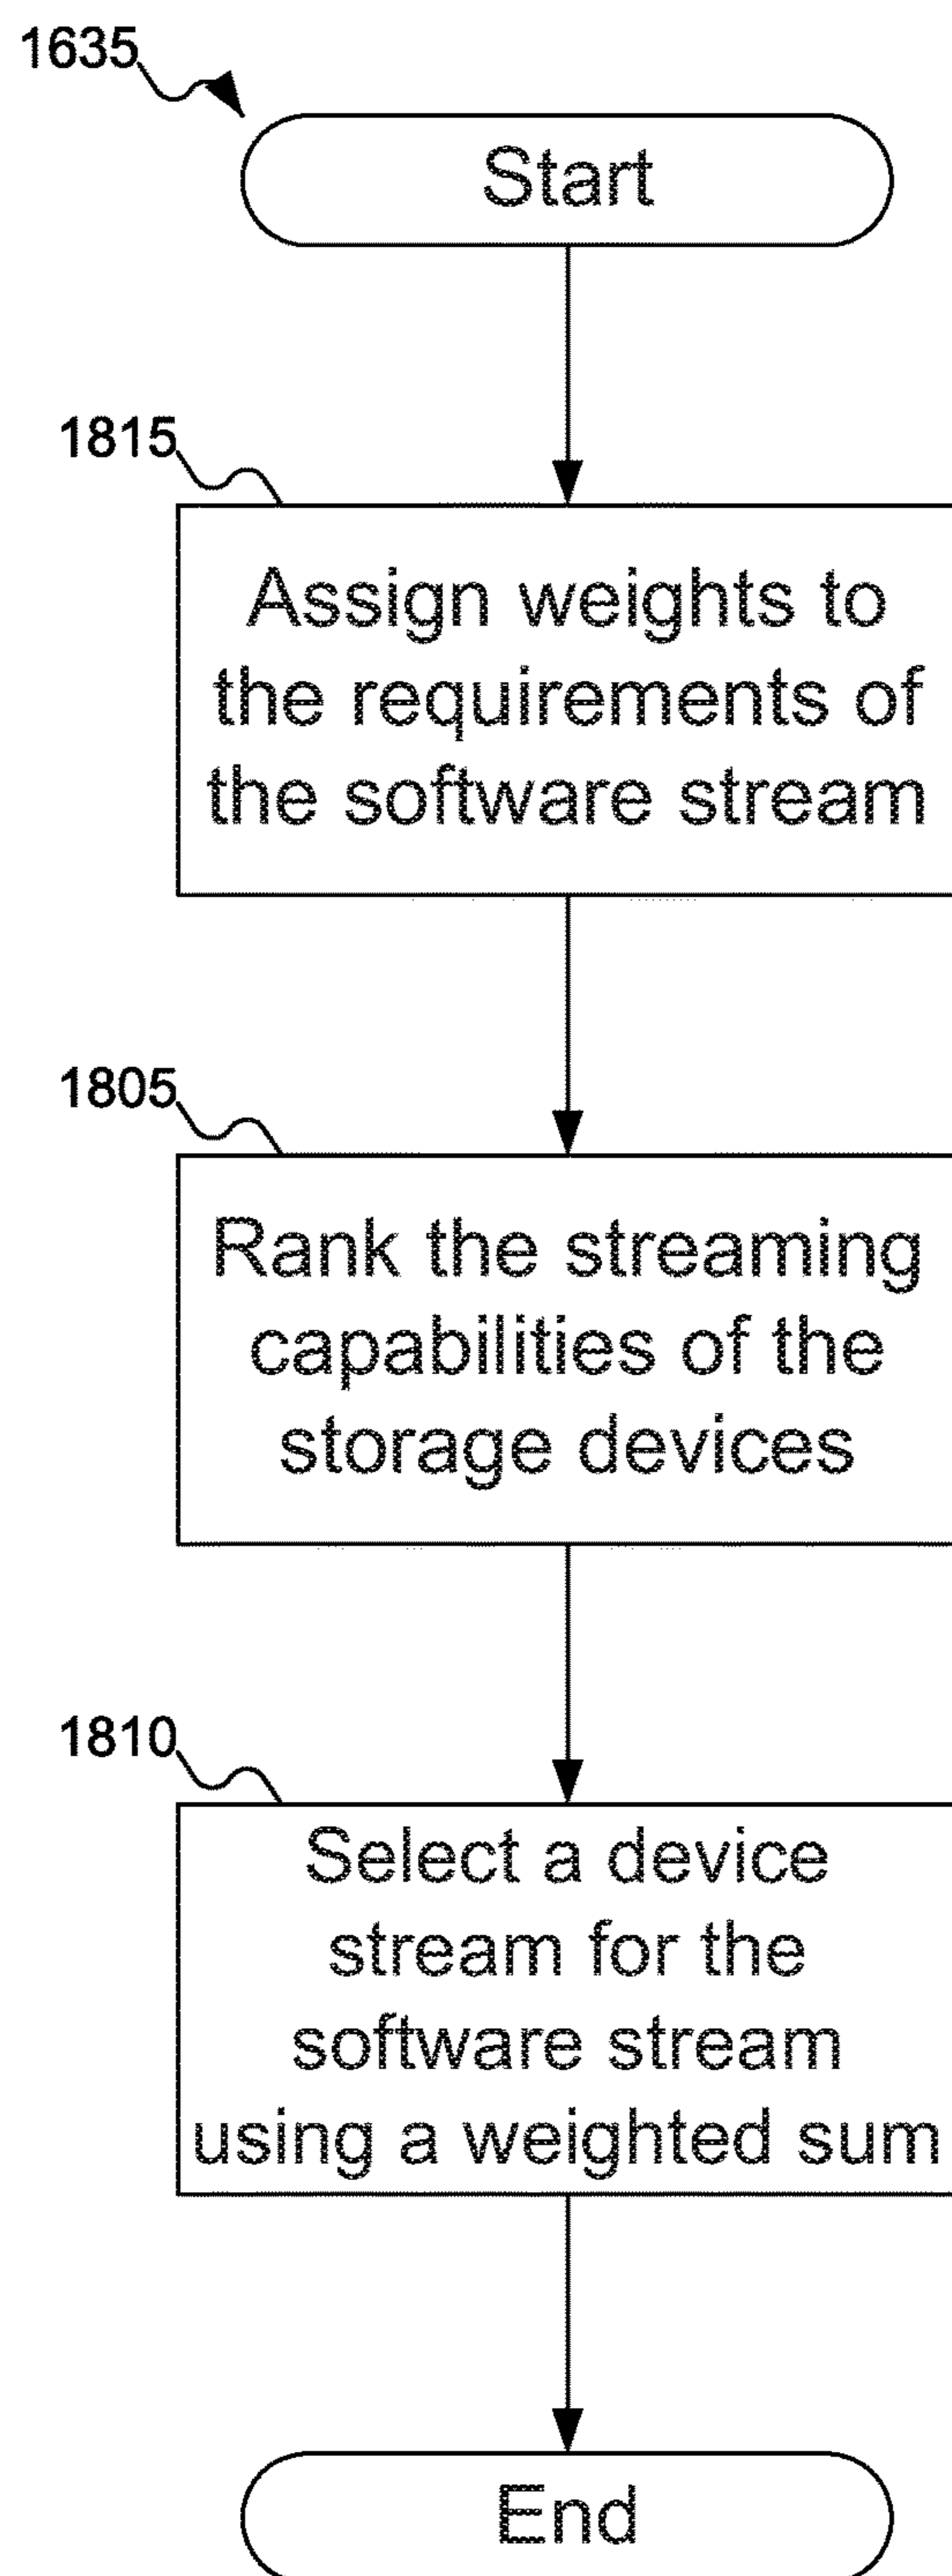 1635
Start
1815
Assign weights to
the requirements of
the software stream
1805
Rank the streaming
capabilities of the
storage devices
1810
Select a device
stream for the
software stream
using a weighted sum
End